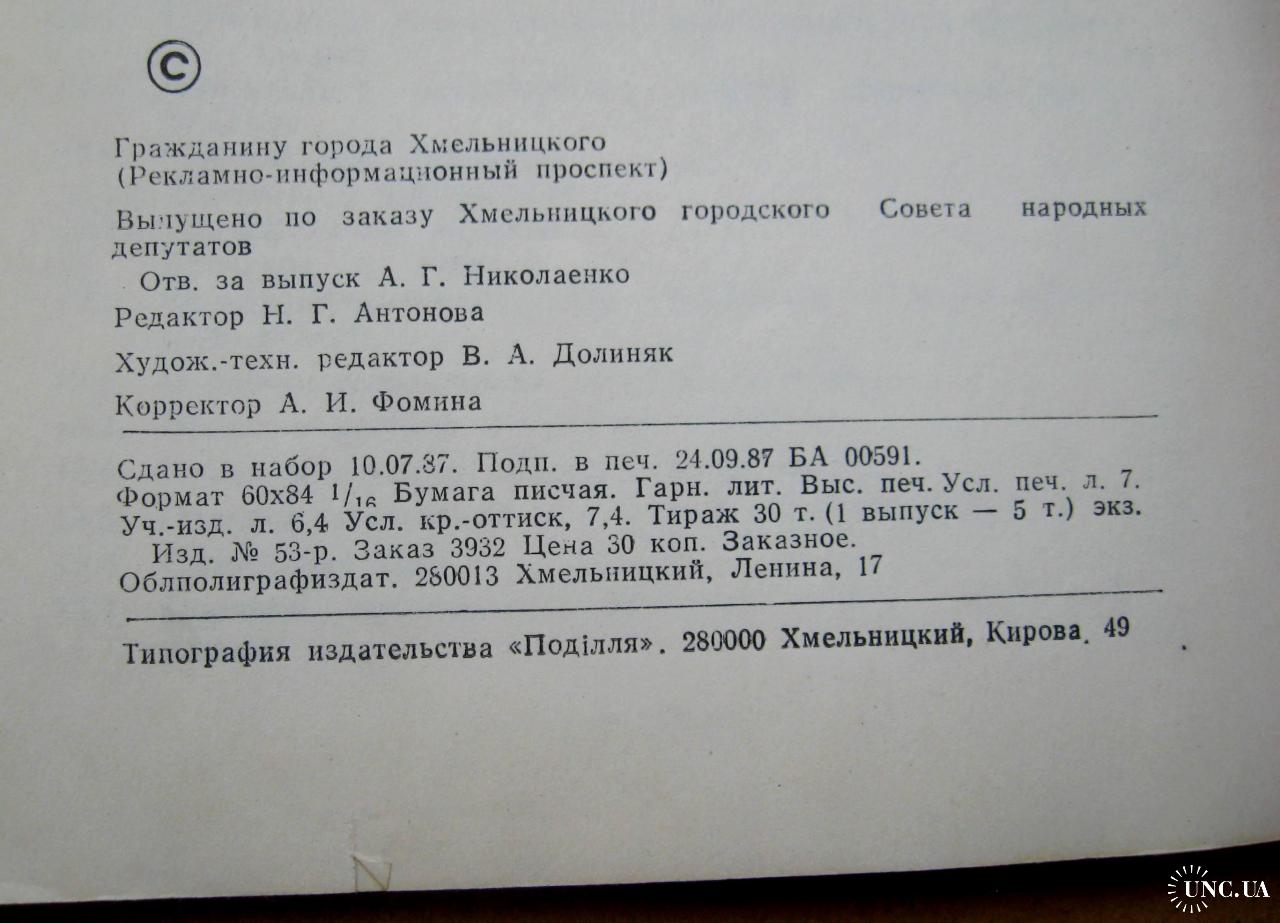 ©
Гражданину города Хмельницкого
(Рекламно-информационный проспект)
Выпущено по заказу Хмельницкого городского Совета народных
депутатов
Отв. за выпуск А. Г. Николаенко
Редактор Н. Г. Антонова
Худож.-техн. редактор В. А. Долиняк
Корректор А. И. Фомина
Сдано в набор 10.07.87. Подп. в печ. 24.09.87 БА 00591.
Формат 60х84 1/16 Бумага писчая. Гарн. лит. Выс. печ. Усл. печ. л. 7.
Уч.-изд. л. 6,4 Усл. кр.-оттиск, 7,4. Тираж 30 т. (1 выпуск — 5 т.) экз.
Изд. № 53-р. Заказ 3932 Цена 30 коп. Заказное.
Облполиграфиздат. 280013 Хмельницкий, Ленина, 17
Типография издательства «Поділля». 280000 Хмельницкий, Кирова. 49
UNC.UA